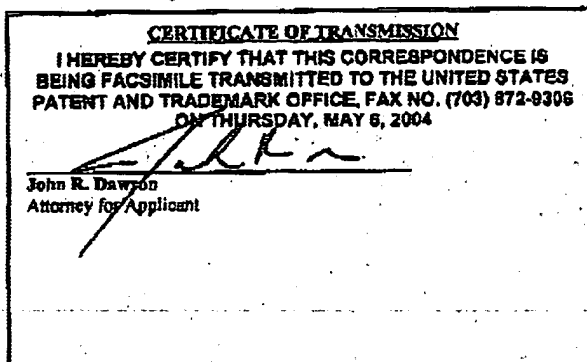 CERTIFICATE OF TRANSMISSION
I HEREBY CERTIFY THAT THIS CORRESPONDENCE IS
BEING FACSIMILE TRANSMITTED TO THE UNITED STATES
PATENT AND TRADEMARK OFFICE, FAX NO. (703) 872-9306
ON THURSDAY, MAY 6, 2004
John R. Dawson
Attorney for Applicant